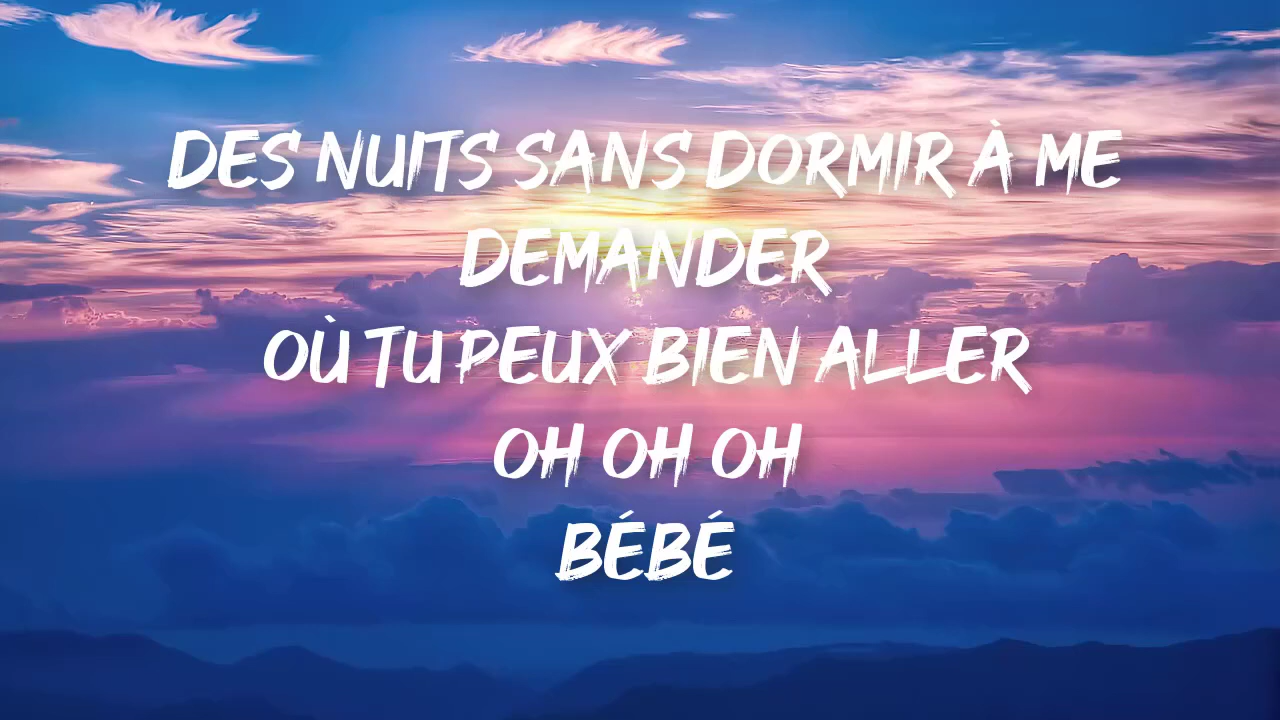 DES NUITS SANS DORMIR À ME
DEMANDER
OÙ TU PEUX BIEN ALLER
OH OH OH
BÉBÉ